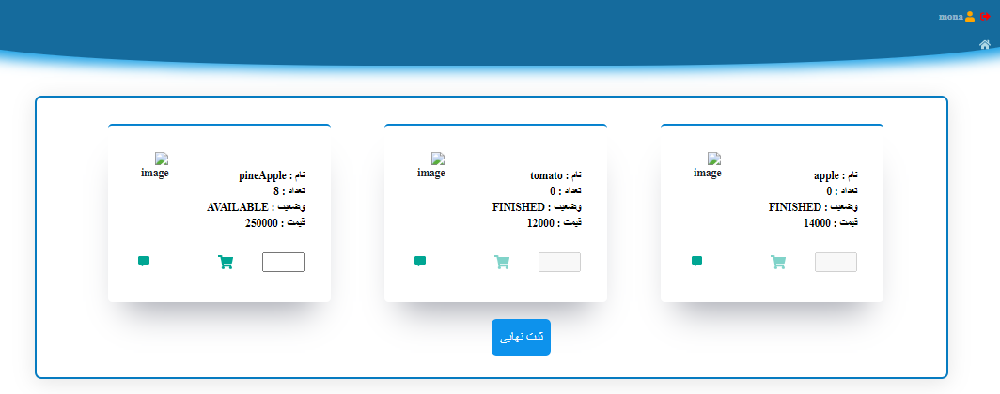 mona
image
نام : apple
تعداد : 0
وضعیت : FINISHED
قیمت : 14000
image
نام : tomato
تعداد : 0
وضعیت : FINISHED
قیمت : 12000
image
نام : pineApple
تعداد : 8
وضعیت : AVAILABLE
قیمت : 250000
ثبت نهایی